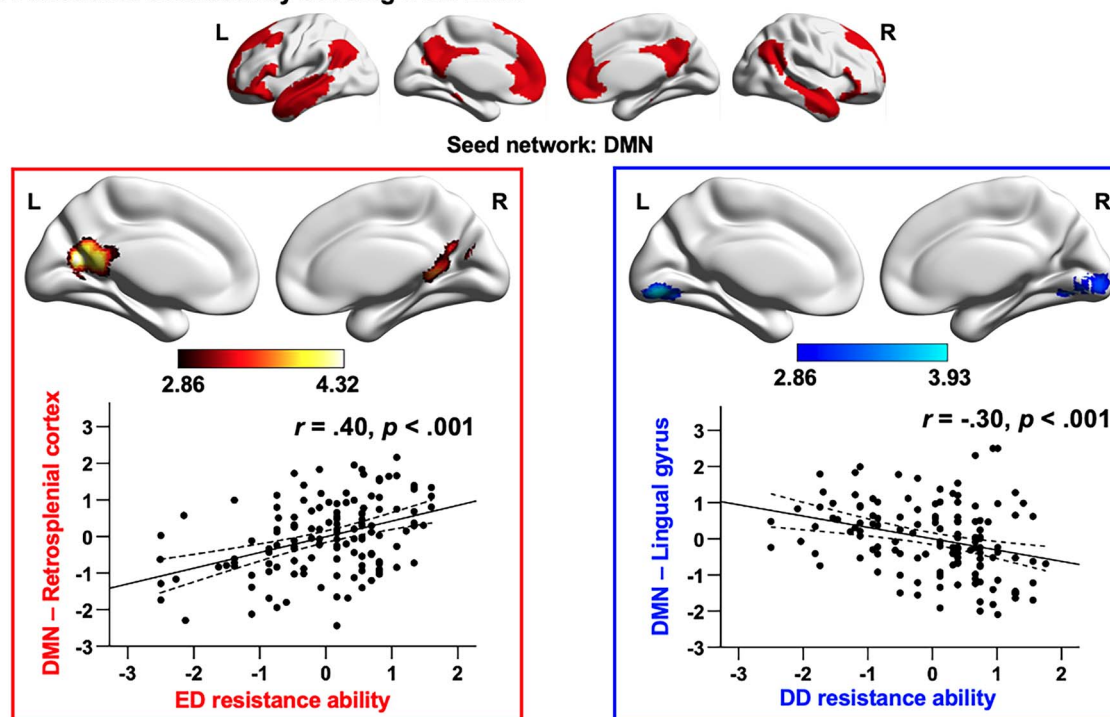 L
R
Seed network: DMN
L
R
L
R
2.86
4.32
2.86
3.93
DMN – Retrosplenial cortex
3
2
1
0
-1
-2
-3
r = .40, p < .001
-3
-2
-1
0
1
2
ED resistance ability
DMN – Lingual gyrus
3
2
1
0
-1
-2
-3
r = -.30, p < .001
-3
-2
-1
0
1
2
DD resistance ability